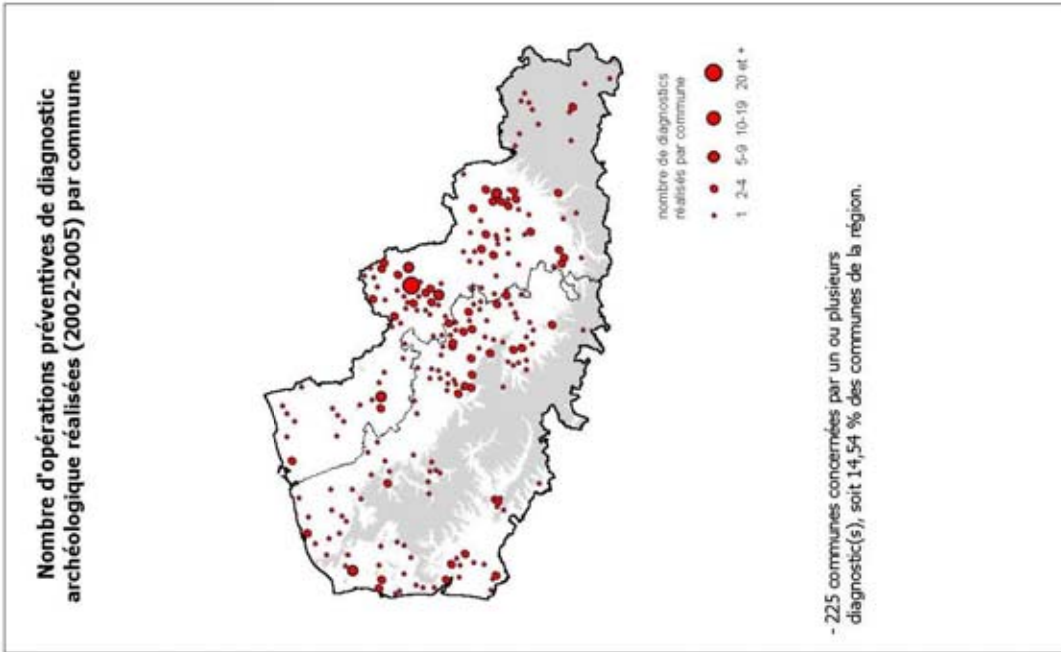 Nombre d'opérations préventives de diagnostic
archéologique réalisées (2002-2005) par commune
nombre de diagnostics
réalisés par commune
1 2-4 5-9 10-19 20 et +
- 225 communes concernées par un ou plusieurs
diagnostic(s), soit 14,54 % des communes de la région.